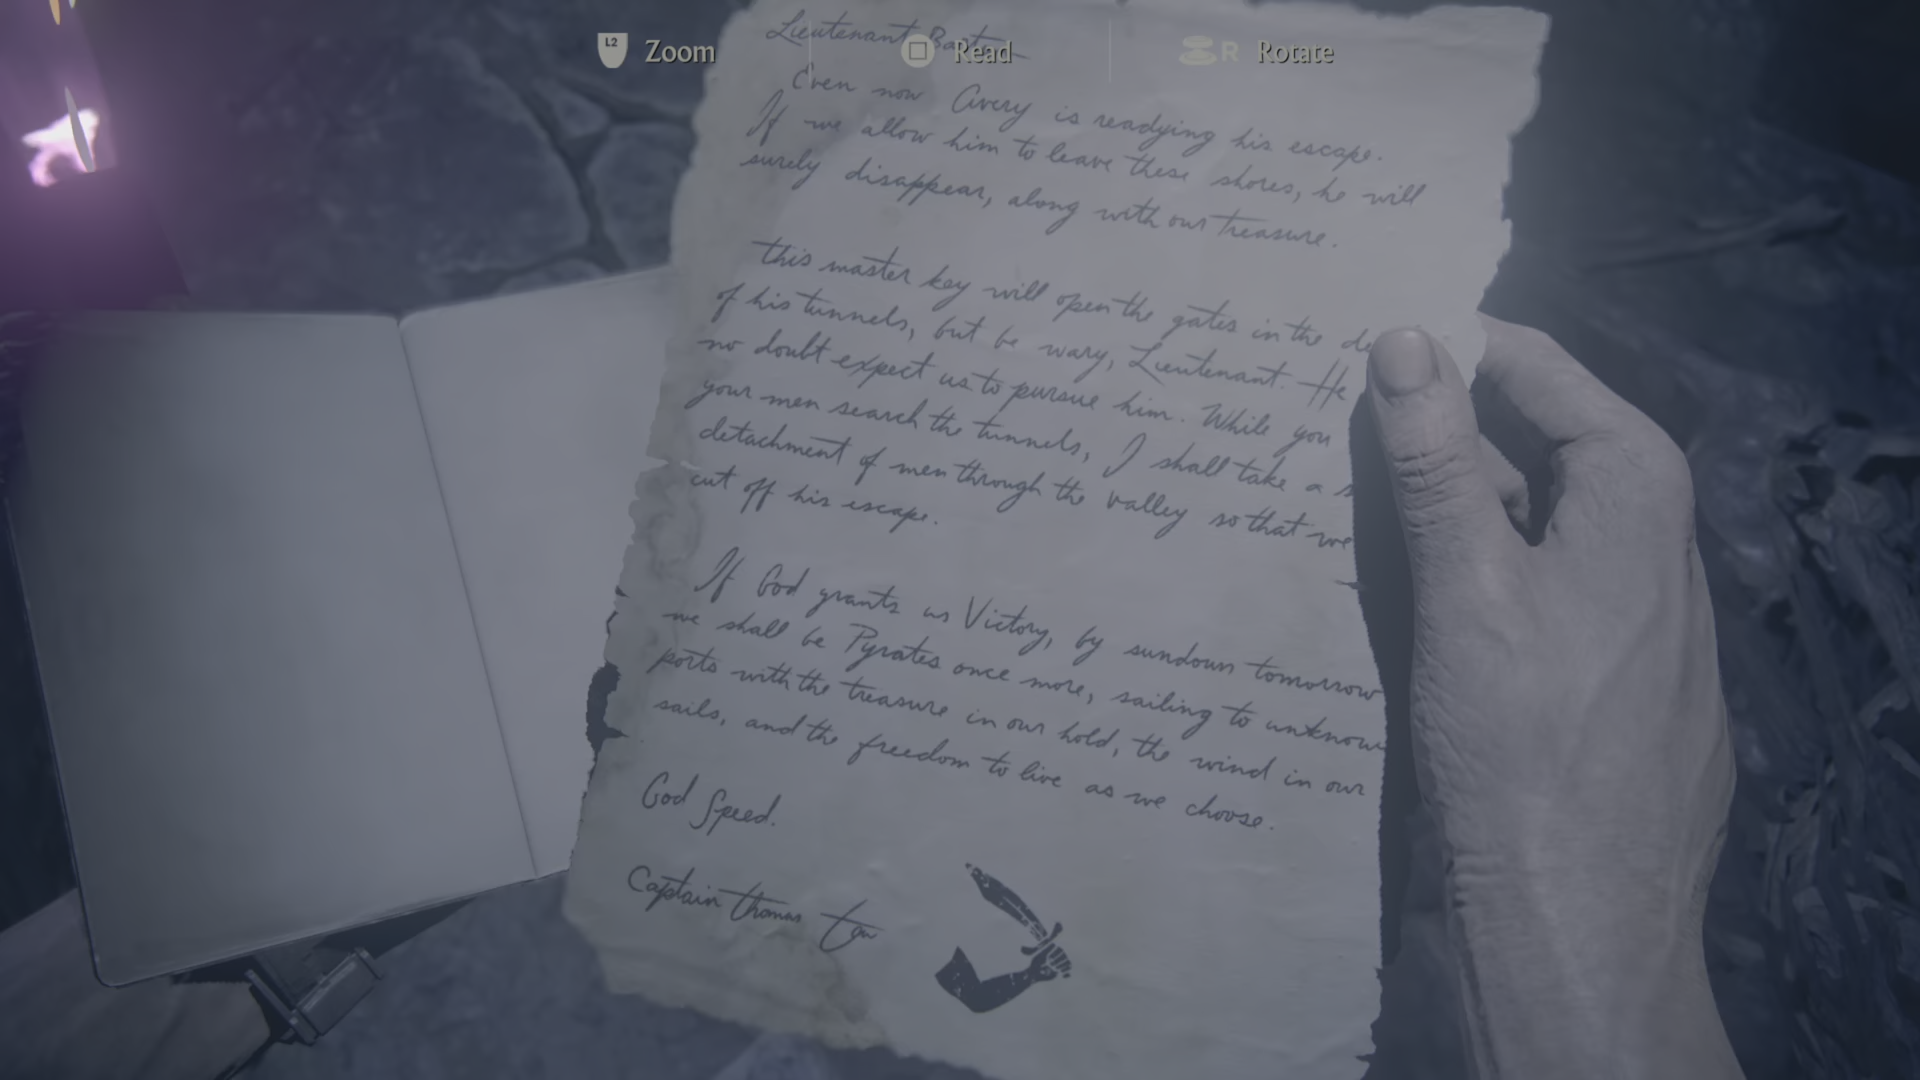 L2 Zoom
Read
R Rotate
Lieutenant
Even now Avery is readying his escape.
If we allow him to leave these shores, he will
surely disappear, along with our treasure.
This master key will open the gates in the
of his tunnels, but be wary, Lieutenant. He
no doubt expect us to pursue him. While you
your men search the tunnels, I shall take a
detachment of men through the valley so that we
cut off his escape.
If God grants us Victory, by sundown tomorrow
we shall be Pyrates once more, sailing to unknown
ports with the treasure in our hold, the wind in our
sails, and the freedom to live as we choose.
God Speed.
Captain Thomas Tew